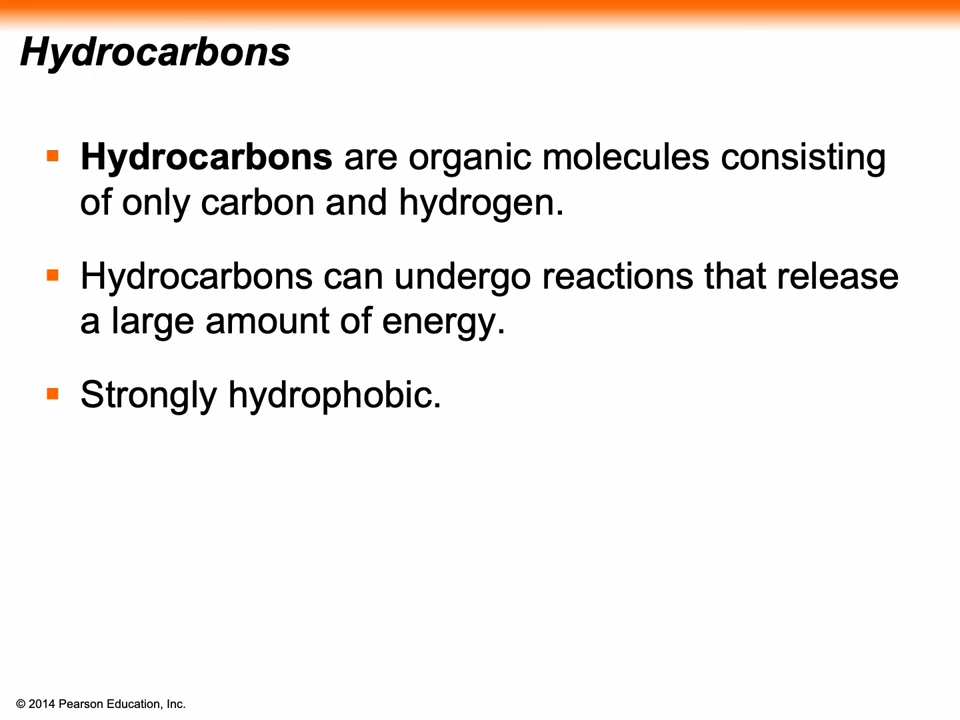 Hydrocarbons
▪ Hydrocarbons are organic molecules consisting
of only carbon and hydrogen.
▪ Hydrocarbons can undergo reactions that release
a large amount of energy.
▪ Strongly hydrophobic.
© 2014 Pearson Education, Inc.